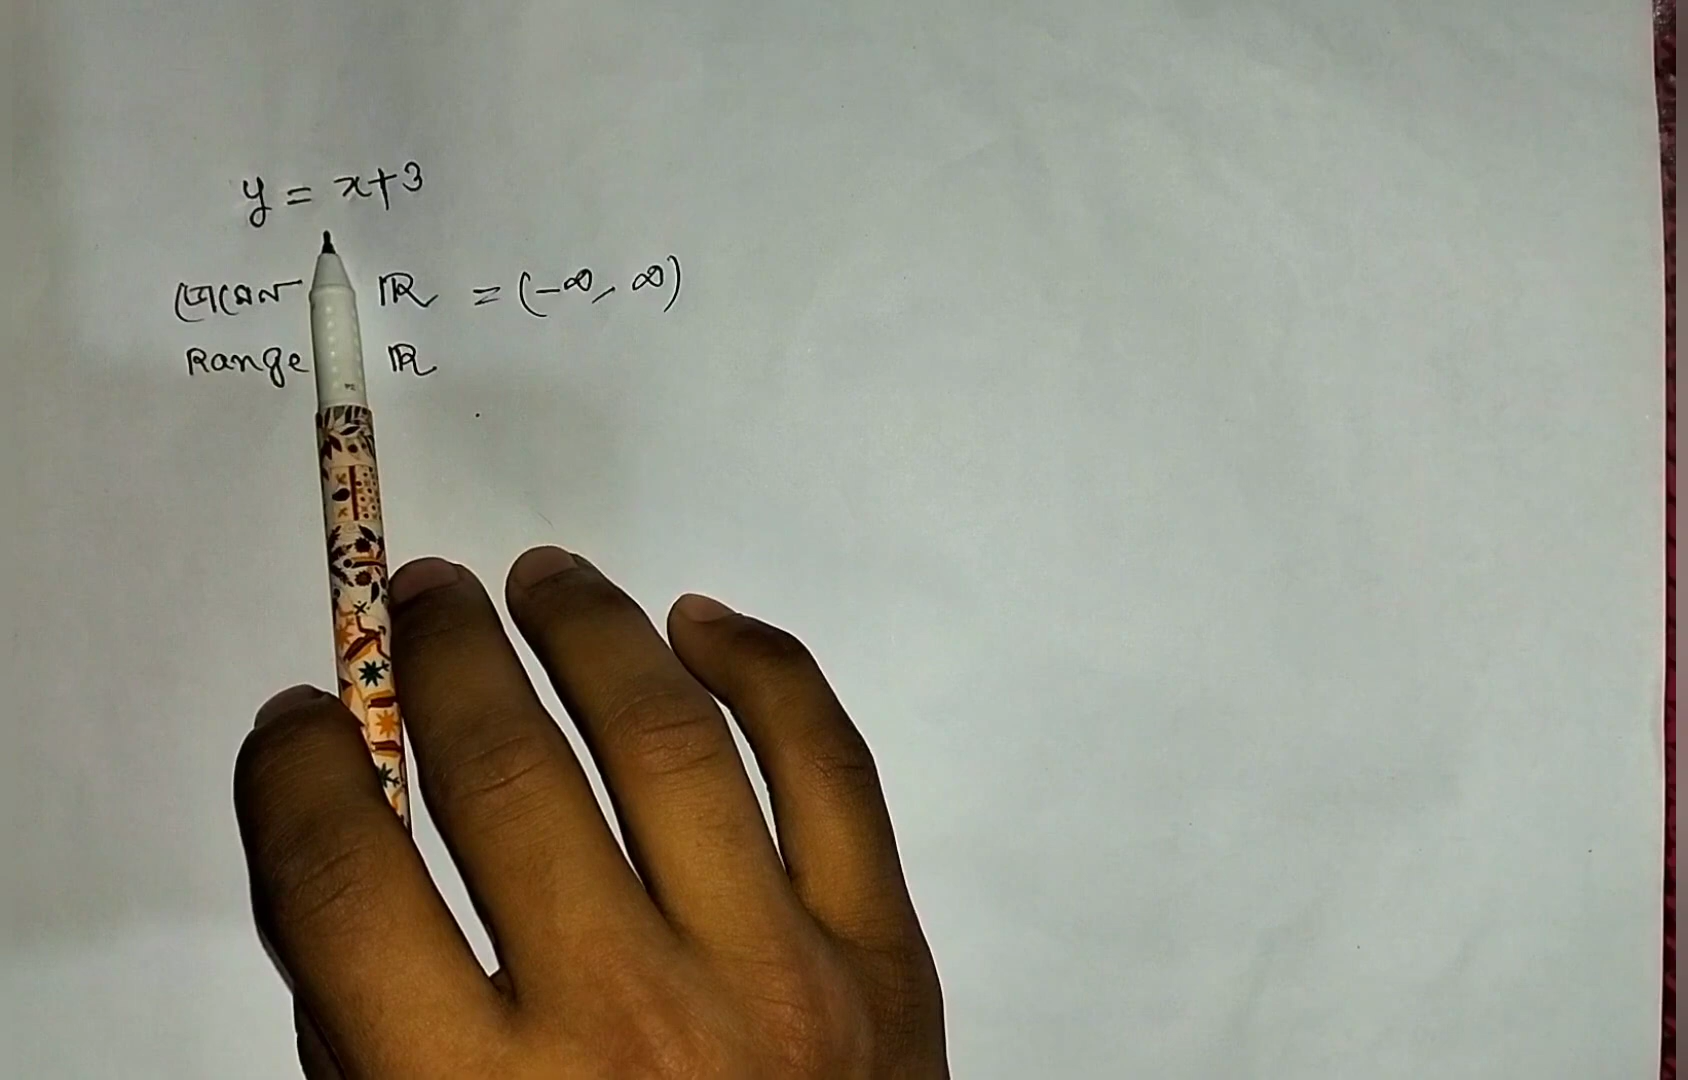 y = x+3
ডোমেন ℝ = (-∞, ∞)
Range ℝ